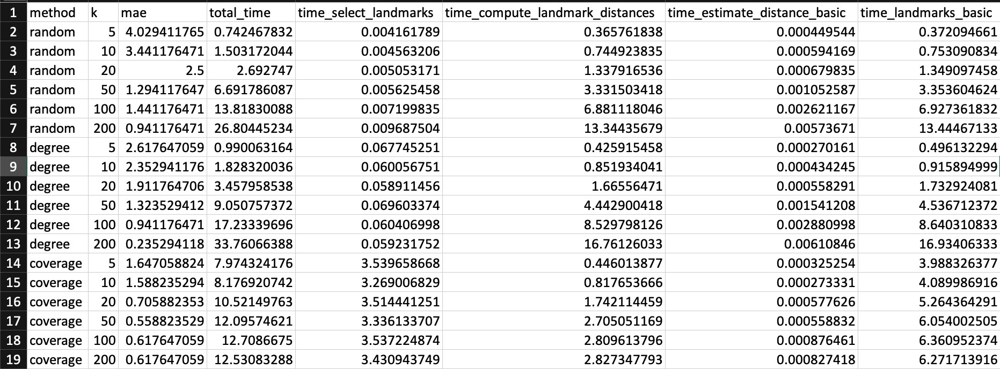 1 method k mae total_time time_select_landmarks time_compute_landmark_distances time_estimate_distance_basic time_landmarks_basic
2 random 5 4.029411765 0.742467832 0.004161789 0.365761838 0.000449544 0.372094661
3 random 10 3.441176471 1.503172044 0.004563206 0.744923835 0.000594169 0.753090834
4 random 20 2.5 2.692747 0.005053171 1.337916536 0.000679835 1.349097458
5 random 50 1.294117647 6.691786087 0.005625458 3.331503418 0.001052587 3.353604624
6 random 100 1.441176471 13.81830088 0.007199835 6.881118046 0.002621167 6.927361832
7 random 200 0.941176471 26.80445234 0.009687504 13.34435679 0.00573671 13.44467133
8 degree 5 2.617647059 0.990063164 0.067745251 0.425915458 0.000270161 0.496132294
9 degree 10 2.352941176 1.828320036 0.060056751 0.851934041 0.000434245 0.915894999
10 degree 20 1.911764706 3.457958538 0.058911456 1.66556471 0.000558291 1.732924081
11 degree 50 1.323529412 9.050757372 0.069603374 4.442900418 0.001541208 4.536712372
12 degree 100 0.941176471 17.23339696 0.060406998 8.529798126 0.002880998 8.640310833
13 degree 200 0.235294118 33.76066388 0.059231752 16.76126033 0.00610846 16.93406333
14 coverage 5 1.647058824 7.974324176 3.539658668 0.446013877 0.000325254 3.988326377
15 coverage 10 1.588235294 8.176920742 3.269006829 0.817653666 0.000273331 4.089986916
16 coverage 20 0.705882353 10.52149763 3.514441251 1.742114459 0.000577626 5.264364291
17 coverage 50 0.558823529 12.09574621 3.336133707 2.705051169 0.000558832 6.054002505
18 coverage 100 0.617647059 12.7086675 3.537224874 2.809613796 0.000876461 6.360952374
19 coverage 200 0.617647059 12.53083288 3.430943749 2.827347793 0.000827418 6.271713916